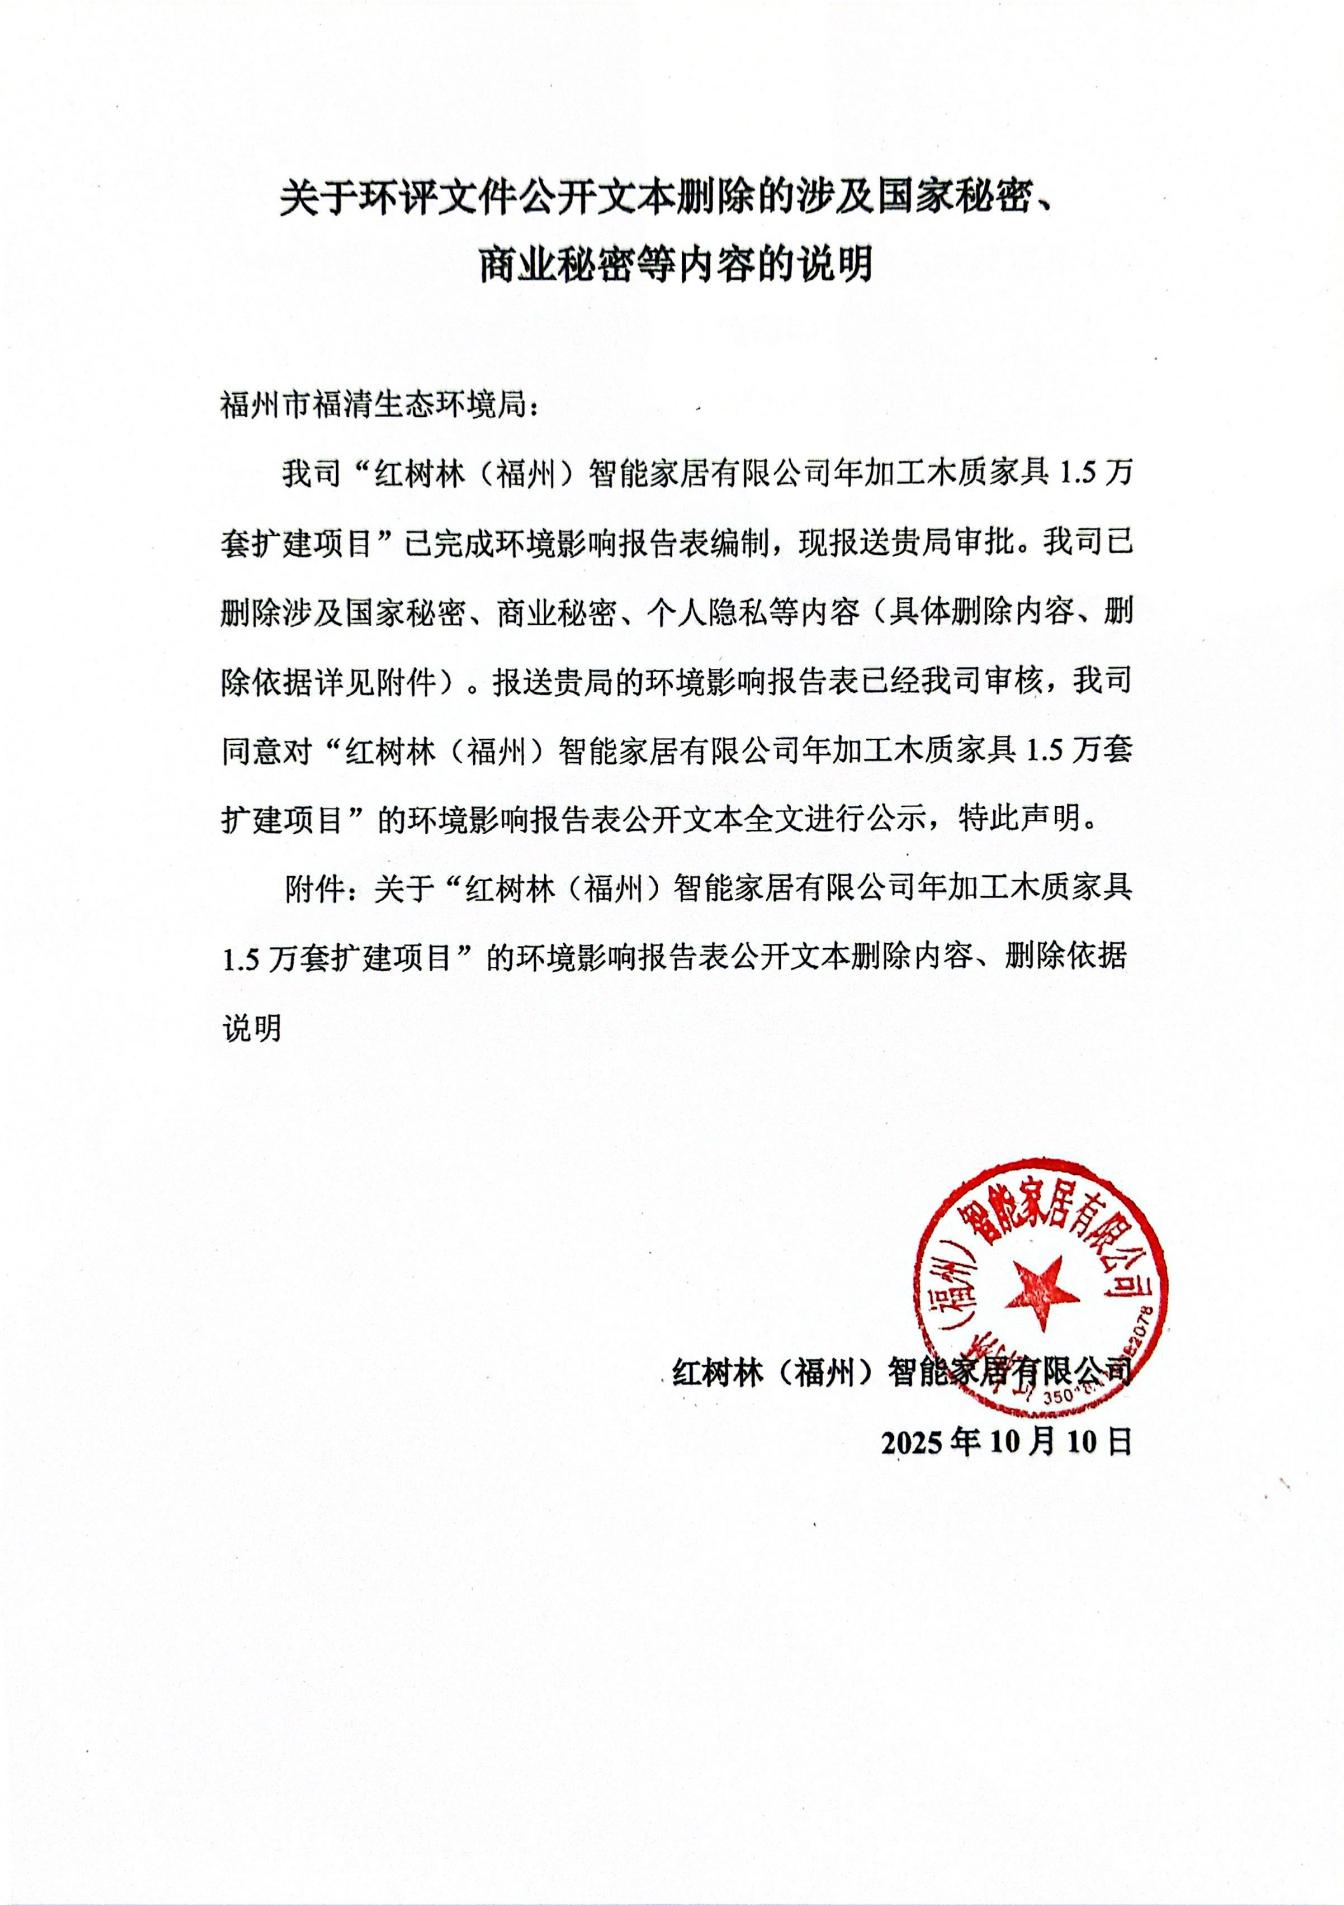 关于环评文件公开文本删除的涉及国家秘密、
商业秘密等内容的说明
福州市福清生态环境局：
我司“红树林（福州）智能家居有限公司年加工木质家具 1.5 万
套扩建项目”已完成环境影响报告表编制，现报送贵局审批。我司已
删除涉及国家秘密、商业秘密、个人隐私等内容（具体删除内容、删
除依据详见附件）。报送贵局的环境影响报告表已经我司审核，我司
同意对“红树林（福州）智能家居有限公司年加工木质家具 1.5 万套
扩建项目”的环境影响报告表公开文本全文进行公示，特此声明。
附件：关于“红树林（福州）智能家居有限公司年加工木质家具
1.5 万套扩建项目”的环境影响报告表公开文本删除内容、删除依据
说明
红树林（福州）智能家居有限公司
红树林（福州）智能家居有限公司
2025 年 10 月 10 日